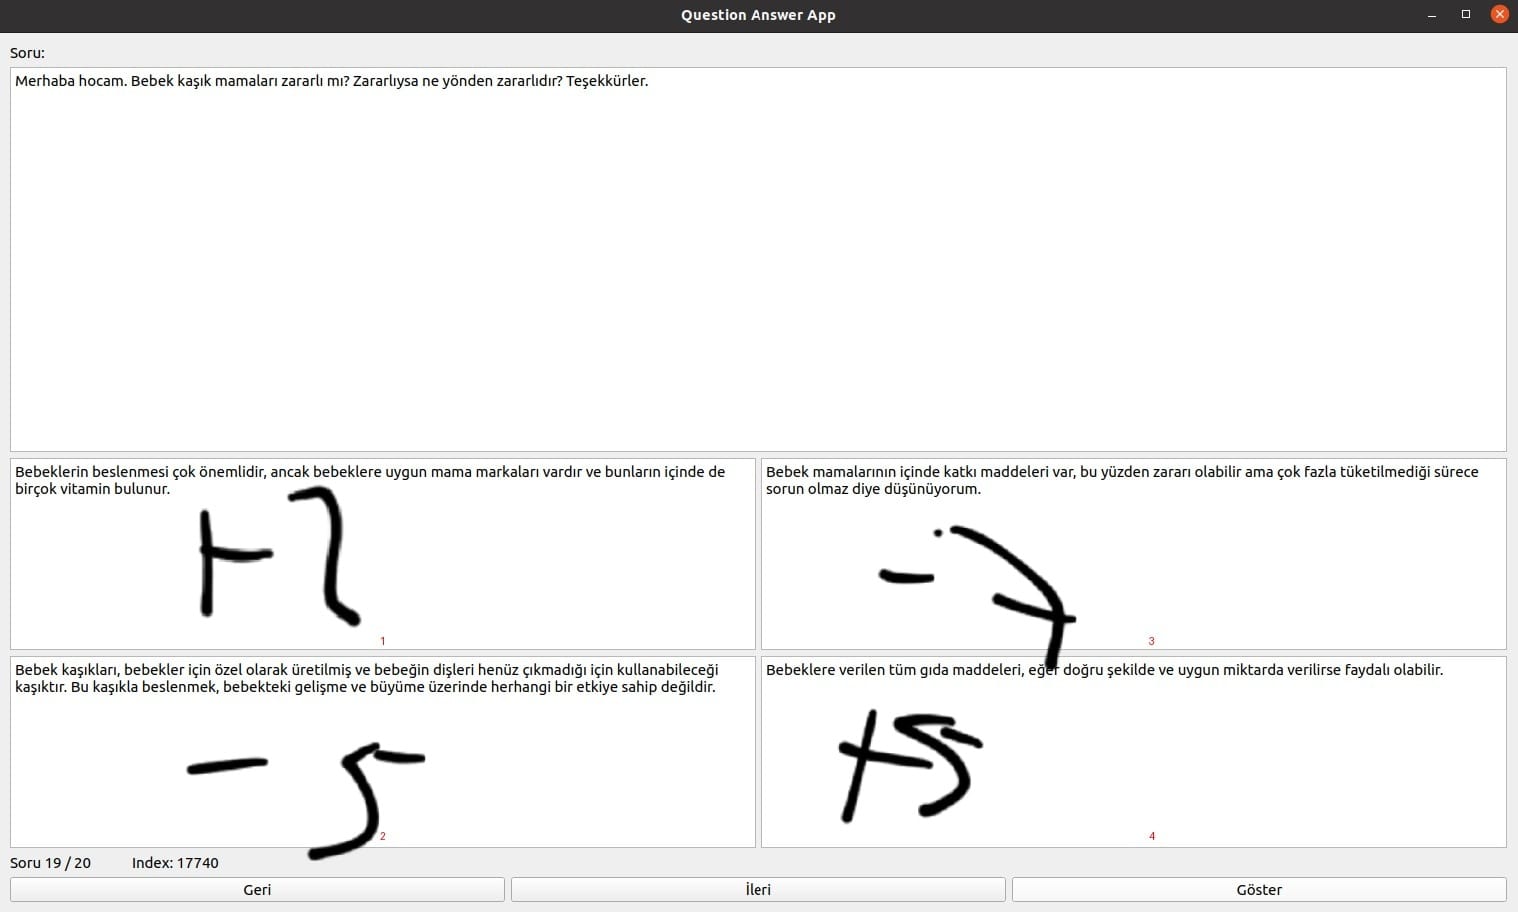 Question Answer App
Soru:
Merhaba hocam. Bebek kaşık mamaları zararlı mı? Zararlıysa ne yönden zararlıdır? Teşekkürler.
Bebeklerin beslenmesi çok önemlidir, ancak bebeklere uygun mama markaları vardır ve bunların içinde de
birçok vitamin bulunur.
1
Bebek mamalarının içinde katkı maddeleri var, bu yüzden zararı olabilir ama çok fazla tüketilmediği sürece
sorun olmaz diye düşünüyorum.
- 7
3
Bebek kaşıkları, bebekler için özel olarak üretilmiş ve bebeğin dişleri henüz çıkmadığı için kullanabileceği
kaşıktır. Bu kaşıkla beslenmek, bebekteki gelişme ve büyüme üzerinde herhangi bir etkiye sahip değildir.
- 5
2
Bebeklere verilen tüm gıda maddeleri, eğer doğru şekilde ve uygun miktarda verilirse faydalı olabilir.
+5
4
Soru 19 / 20 Index: 17740
Geri İleri Göster